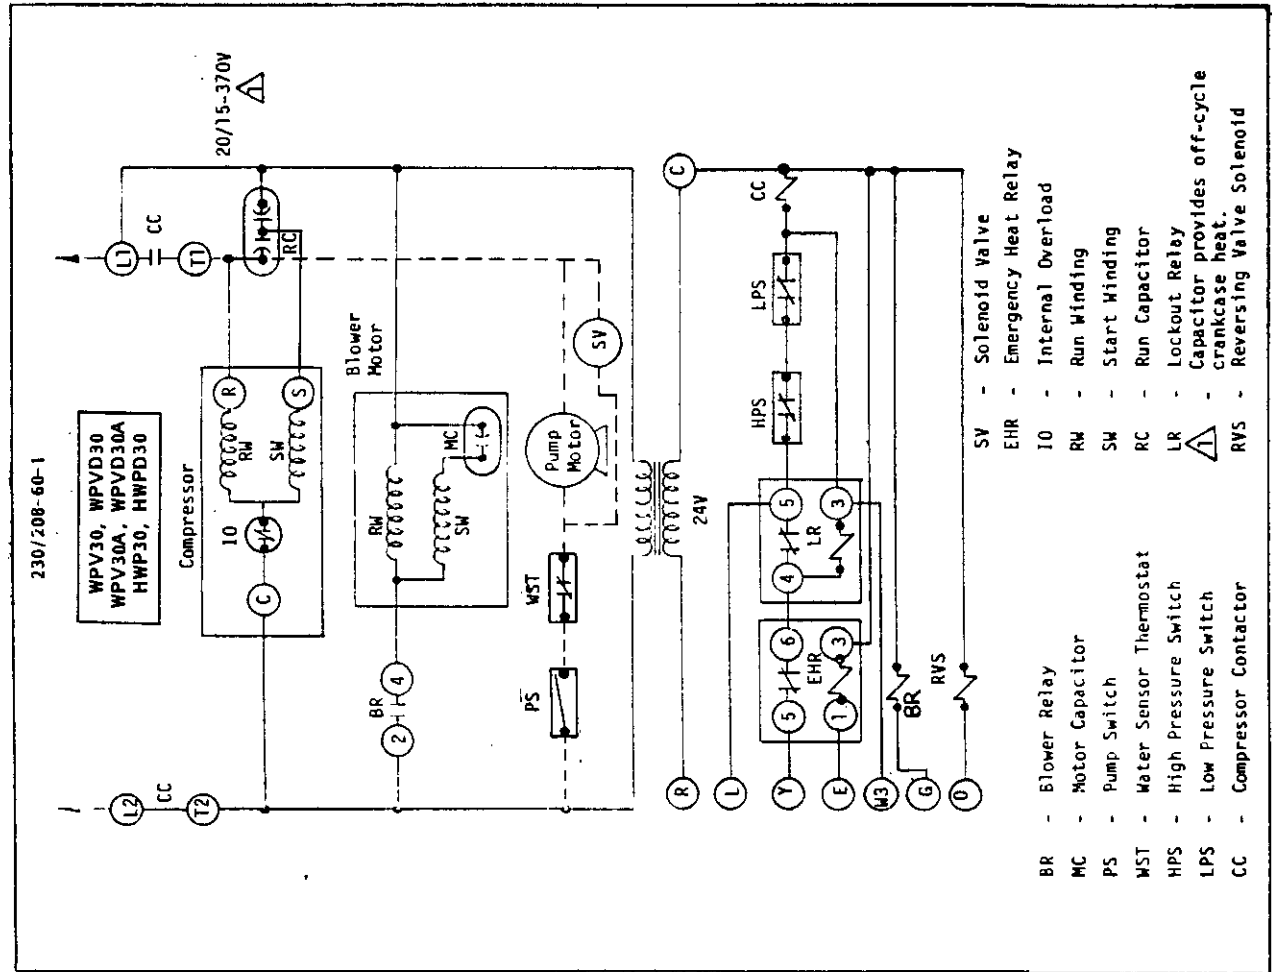 230/208-60-1
WPV30, WPVD30
WPV30A, WPVD30A
HWP30, HWPD30
20/15-370V
1
L1
CC
T1
L2
CC
T2
RC
Compressor
C
IO
RW
SW
R
S
Blower
Motor
BR
2
4
RW
SW
MC
PS
WST
Pump
Motor
SV
24V
R
C
L
Y
5
6
4
5
HPS
LPS
CC
E
1
EHR
3
LR
3
W3
G
BR
O
RVS
BR - Blower Relay
MC - Motor Capacitor
PS - Pump Switch
WST - Water Sensor Thermostat
HPS - High Pressure Switch
LPS - Low Pressure Switch
CC - Compressor Contactor
SV - Solenoid Valve
EHR - Emergency Heat Relay
IO - Internal Overload
RW - Run Winding
SW - Start Winding
RC - Run Capacitor
LR - Lockout Relay
1 - Capacitor provides off-cycle
crankcase heat.
RVS - Reversing Valve Solenoid